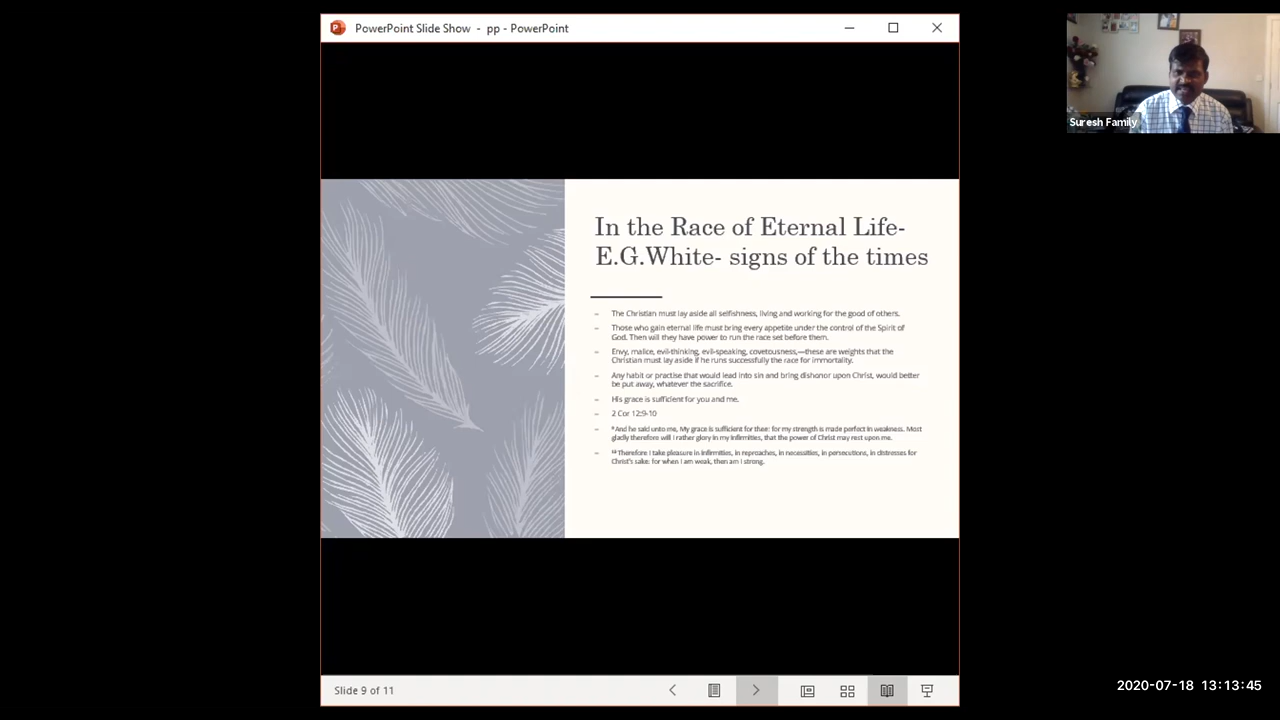 PowerPoint Slide Show - pp - PowerPoint
Suresh Family
In the Race of Eternal Life-
E.G.White- signs of the times
– The Christian must lay aside all selfishness, living and working for the good of others.
– Those who gain eternal life must bring every appetite under the control of the Spirit of
God. Then will they have power to run the race set before them.
– Envy, malice, evil-thinking, evil-speaking, covetousness,—these are weights that the
Christian must lay aside if he runs successfully the race for immortality.
– Any habit or practise that would lead into sin and bring dishonor upon Christ, would better
be put away, whatever the sacrifice.
– His grace is sufficient for you and me.
– 2 Cor 12:9-10
– ⁹ And he said unto me, My grace is sufficient for thee: for my strength is made perfect in weakness. Most
gladly therefore will I rather glory in my infirmities, that the power of Christ may rest upon me.
– ¹⁰ Therefore I take pleasure in infirmities, in reproaches, in necessities, in persecutions, in distresses for
Christ's sake: for when I am weak, then am I strong.
Slide 9 of 11
2020-07-18 13:13:45